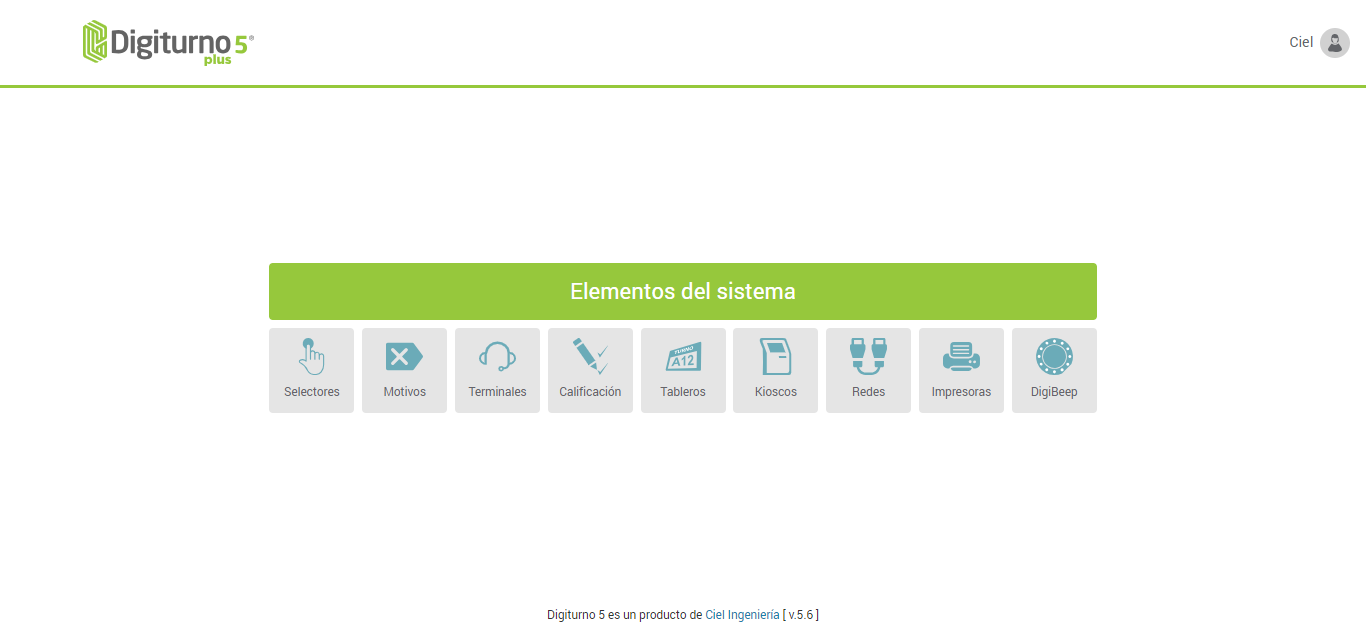 Digiturno 5®
plus
Ciel
Elementos del sistema
TURNO
A12
Selectores
Motivos
Terminales
Calificación
Tableros
Kioscos
Redes
Impresoras
DigiBeep
Digiturno 5 es un producto de Ciel Ingeniería [ v.5.6 ]